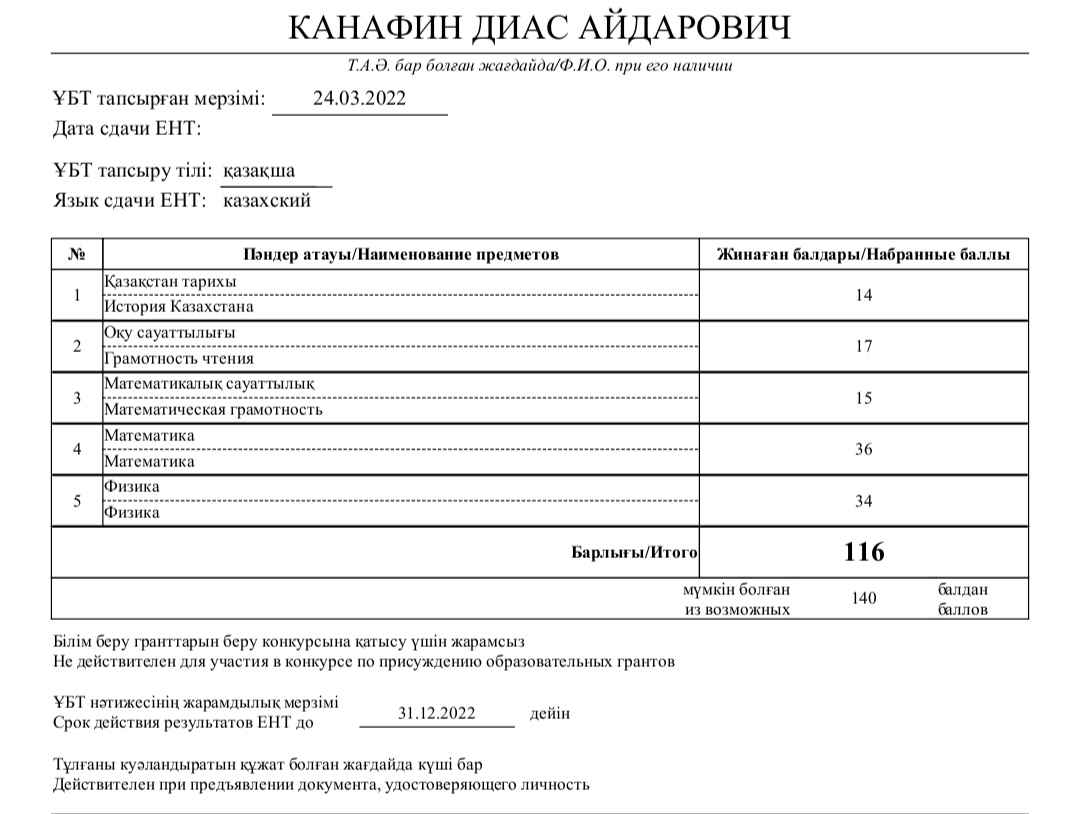 КАНАФИН ДИАС АЙДАРОВИЧ
Т.А.Ә. бар болған жағдайда/Ф.И.О. при его наличии
ҰБТ тапсырған мерзімі: 24.03.2022
Дата сдачи ЕНТ:
ҰБТ тапсыру тілі: қазақша
Язык сдачи ЕНТ: казахский
№ Пәндер атауы/Наименование предметов Жинаған балдары/Набранные баллы
1 Қазақстан тарихы 14
История Казахстана
2 Оқу сауаттылығы 17
Грамотность чтения
3 Математикалық сауаттылық 15
Математическая грамотность
4 Математика 36
Математика
5 Физика 34
Физика
Барлығы/Итого 116
мүмкін болған 140 балдан
из возможных баллов
Білім беру гранттарын беру конкурсына қатысу үшін жарамсыз
Не действителен для участия в конкурсе по присуждению образовательных грантов
ҰБТ нәтижесінің жарамдылық мерзімі
Срок действия результатов ЕНТ до 31.12.2022 дейін
Тұлғаны куәландыратын құжат болған жағдайда күші бар
Действителен при предъявлении документа, удостоверяющего личность